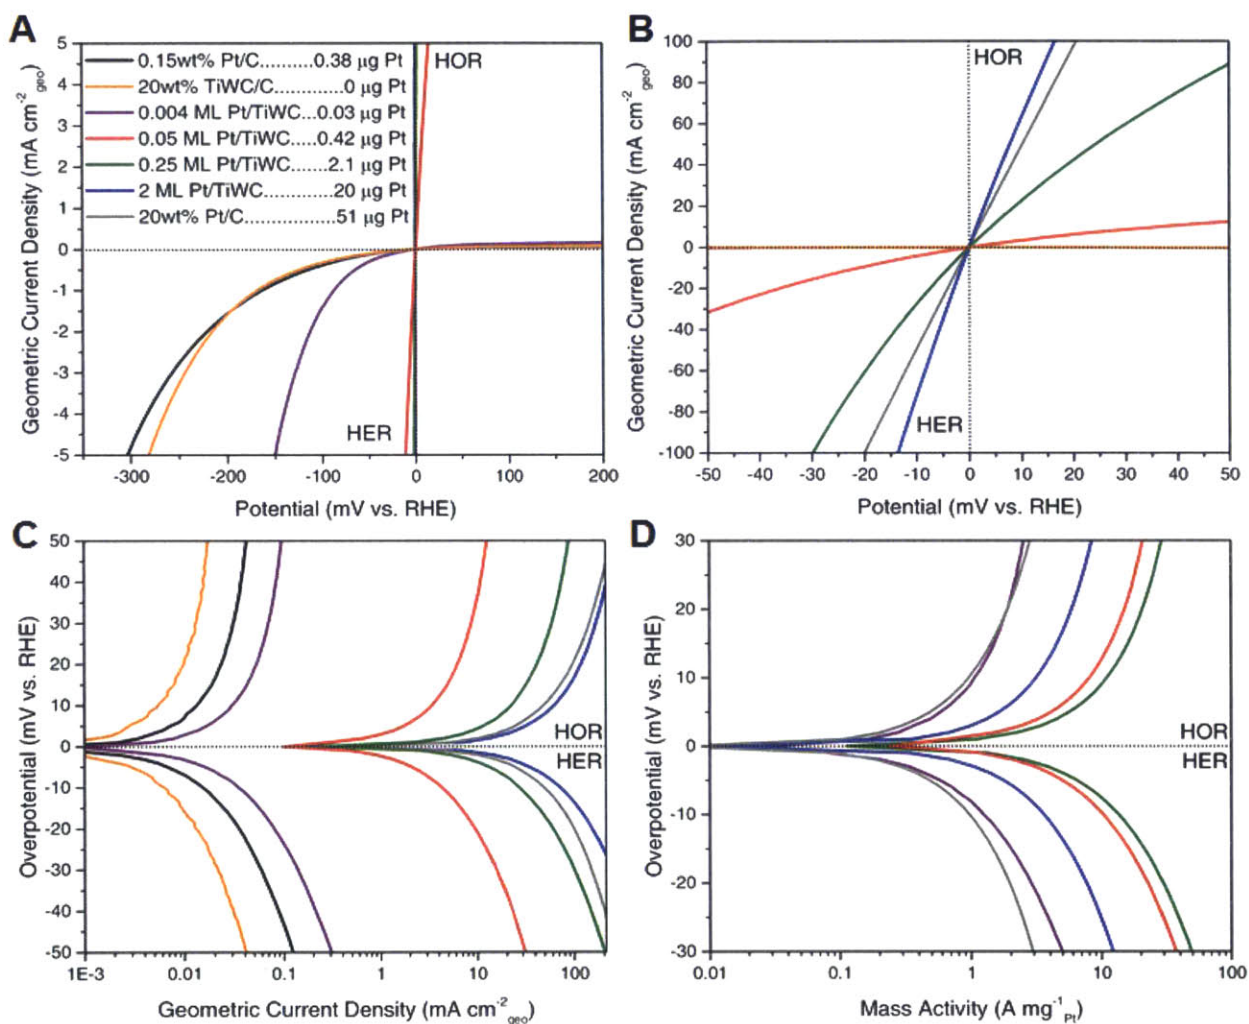 A
Geometric Current Density (mA cm-2geo)
5
4
3
2
1
0
-1
-2
-3
-4
-5
0.15wt% Pt/C..........0.38 µg Pt
20wt% TiWC/C............0 µg Pt
0.004 ML Pt/TiWC...0.03 µg Pt
0.05 ML Pt/TiWC.....0.42 µg Pt
0.25 ML Pt/TiWC.......2.1 µg Pt
2 ML Pt/TiWC............20 µg Pt
20wt% Pt/C................51 µg Pt
HOR
HER
-300 -200 -100 0 100 200
Potential (mV vs. RHE)
B
Geometric Current Density (mA cm-2geo)
100
80
60
40
20
0
-20
-40
-60
-80
-100
HOR
HER
-50 -40 -30 -20 -10 0 10 20 30 40 50
Potential (mV vs. RHE)
C
Overpotential (mV vs. RHE)
50
40
30
20
10
0
-10
-20
-30
-40
-50
HOR
HER
1E-3 0.01 0.1 1 10 100
Geometric Current Density (mA cm-2geo)
D
Overpotential (mV vs. RHE)
30
20
10
0
-10
-20
-30
HOR
HER
0.01 0.1 1 10 100
Mass Activity (A mg-1Pt)